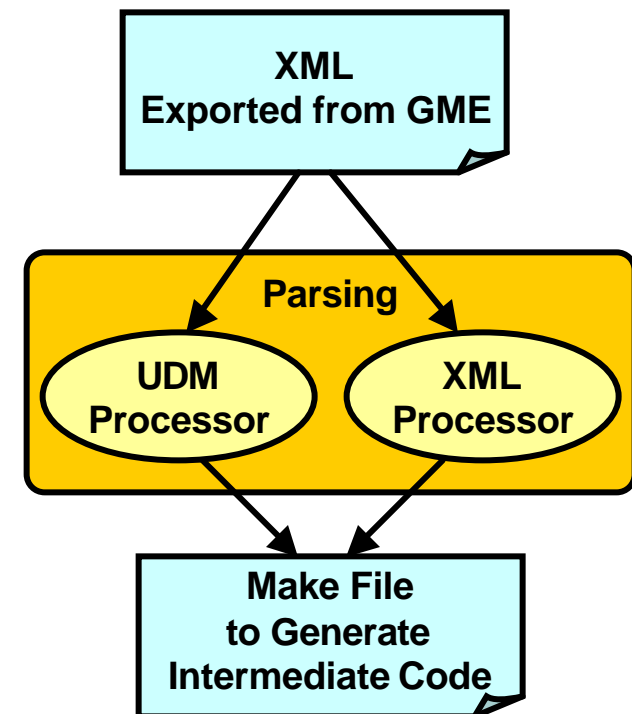 XML
Exported from GME
Parsing
UDM
Processor
XML
Processor
Make File
to Generate
Intermediate Code